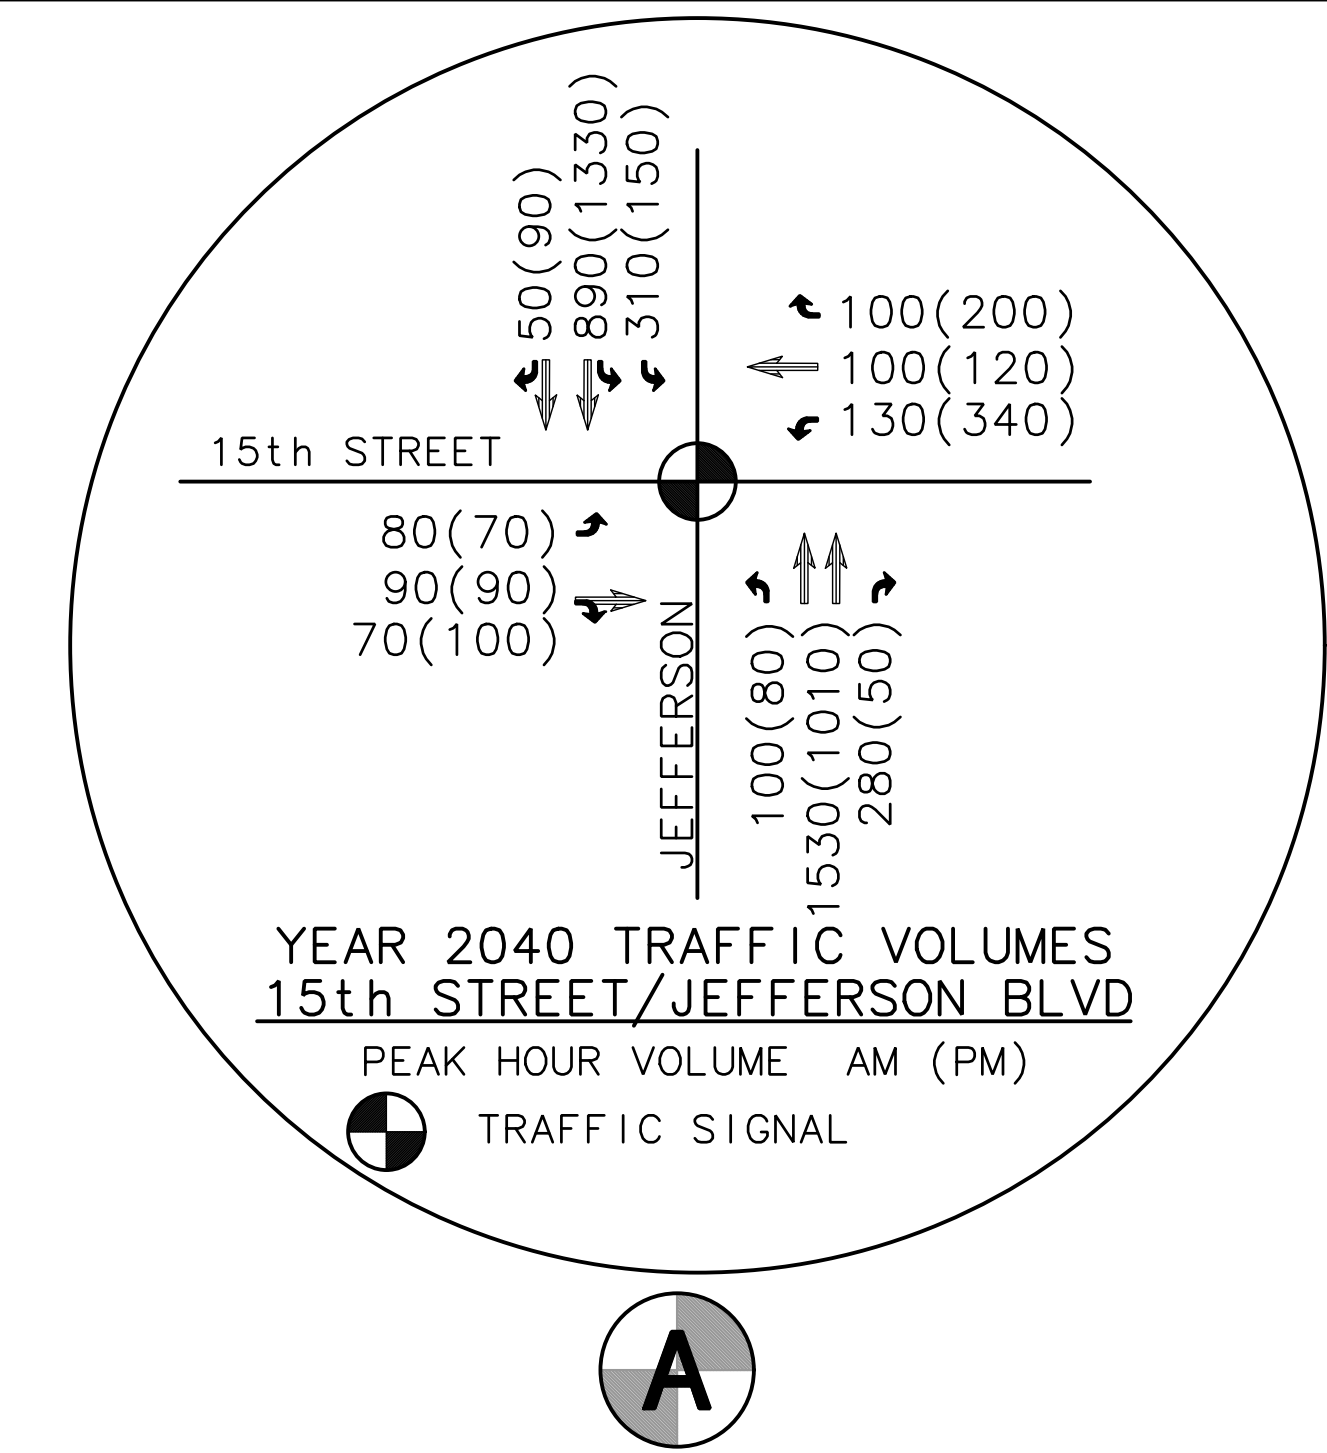 50(90)
890(1330)
310(150)
100(200)
100(120)
130(340)
15th STREET
80(70)
90(90)
70(100)
JEFFERSON
100(80)
1530(1010)
280(50)
YEAR 2040 TRAFFIC VOLUMES
15th STREET/JEFFERSON BLVD
PEAK HOUR VOLUME AM (PM)
TRAFFIC SIGNAL
A